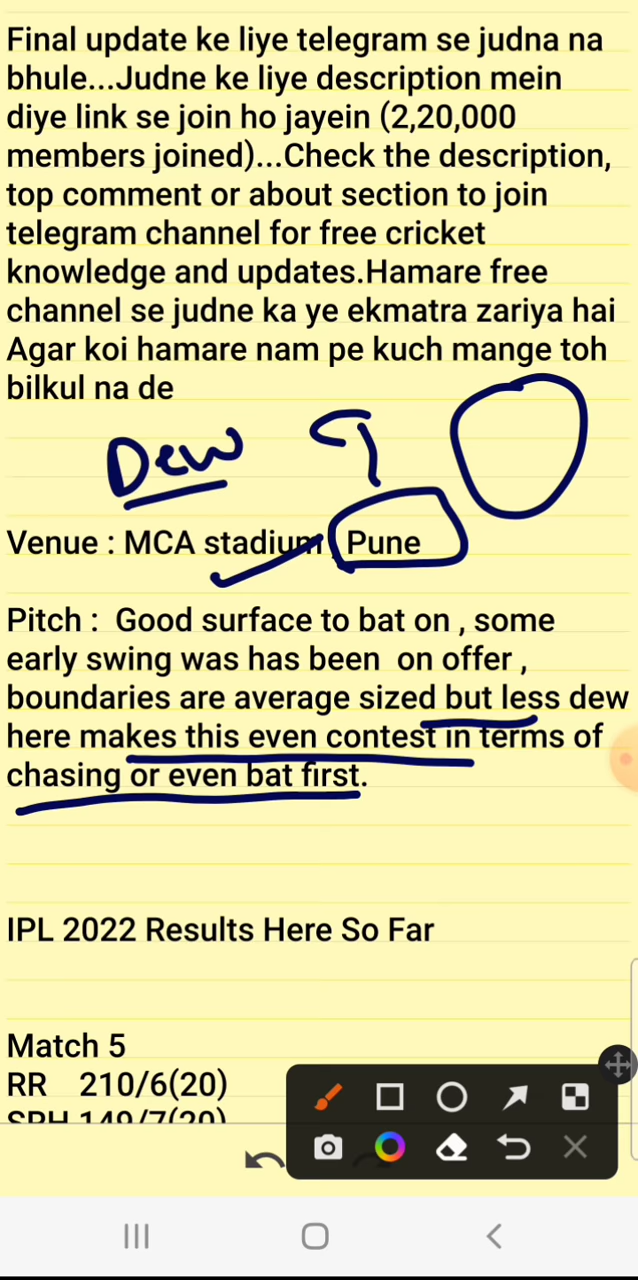 Final update ke liye telegram se judna na
bhule...Judne ke liye description mein
diye link se join ho jayein (2,20,000
members joined)...Check the description,
top comment or about section to join
telegram channel for free cricket
knowledge and updates.Hamare free
channel se judne ka ye ekmatra zariya hai
Agar koi hamare nam pe kuch mange toh
bilkul na de
Dew
Venue : MCA stadium Pune
Pitch : Good surface to bat on , some
early swing was has been on offer ,
boundaries are average sized but less dew
here makes this even contest in terms of
chasing or even bat first.
IPL 2022 Results Here So Far
Match 5
RR 210/6(20)
SRH 149/7(20)